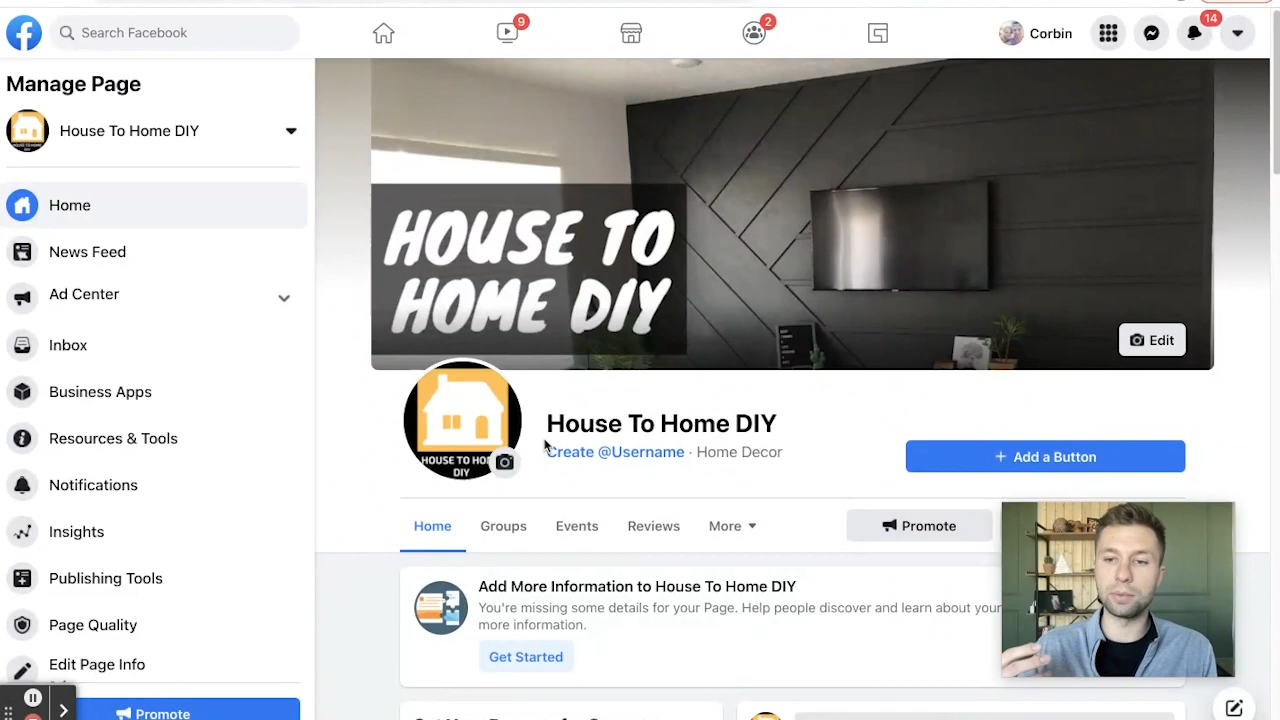 Search Facebook
9
2
Corbin
14
Manage Page
House To Home DIY
Home
News Feed
Ad Center
Inbox
Business Apps
Resources & Tools
Notifications
Insights
Publishing Tools
Page Quality
Edit Page Info
Promote
HOUSE TO
HOME DIY
Edit
HOUSE TO HOM
DIY
House To Home DIY
Create @Username · Home Decor
+ Add a Button
Home
Groups
Events
Reviews
More
Promote
Add More Information to House To Home DIY
You're missing some details for your Page. Help people discover and learn about your
more information.
Get Started